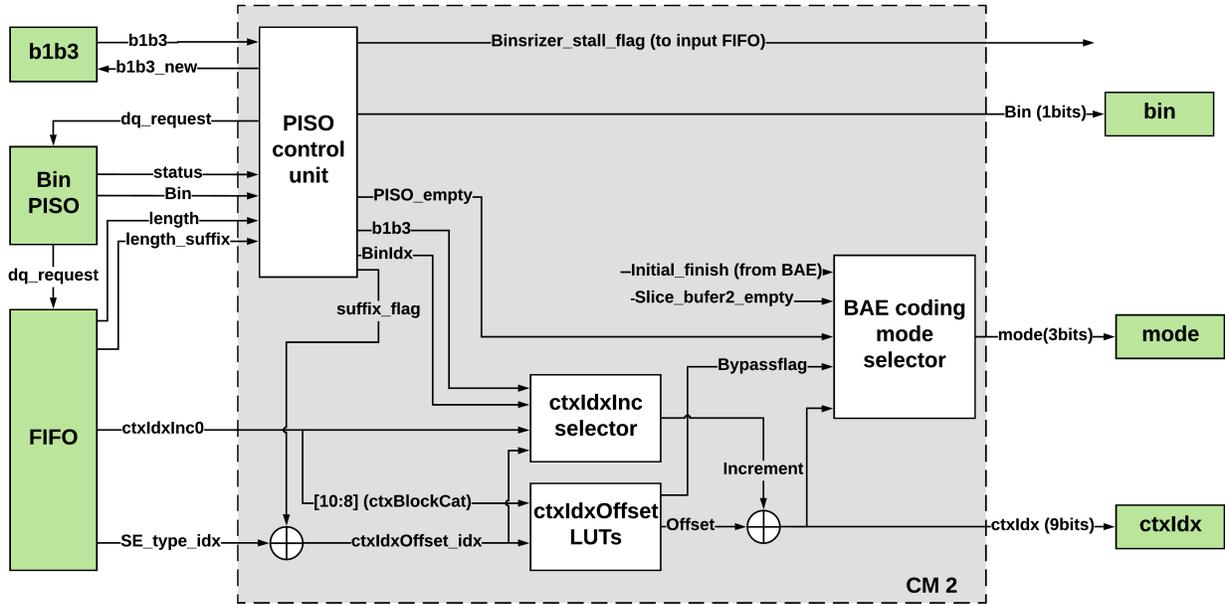 b1b3
b1b3
b1b3_new
Binsrizer_stall_flag (to input FIFO)
dq_request
PISO
control
unit
Bin (1bits)
bin
Bin
PISO
status
Bin
length
length_suffix
PISO_empty
b1b3
BinIdx
dq_request
suffix_flag
Initial_finish (from BAE)
Slice_bufer2_empty
BAE coding
mode
selector
mode(3bits)
mode
Bypassflag
FIFO
ctxIdxInc0
ctxIdxInc
selector
Increment
[10:8] (ctxBlockCat)
ctxIdxOffset
LUTs
Offset
ctxIdx (9bits)
ctxIdx
SE_type_idx
ctxIdxOffset_idx
CM 2